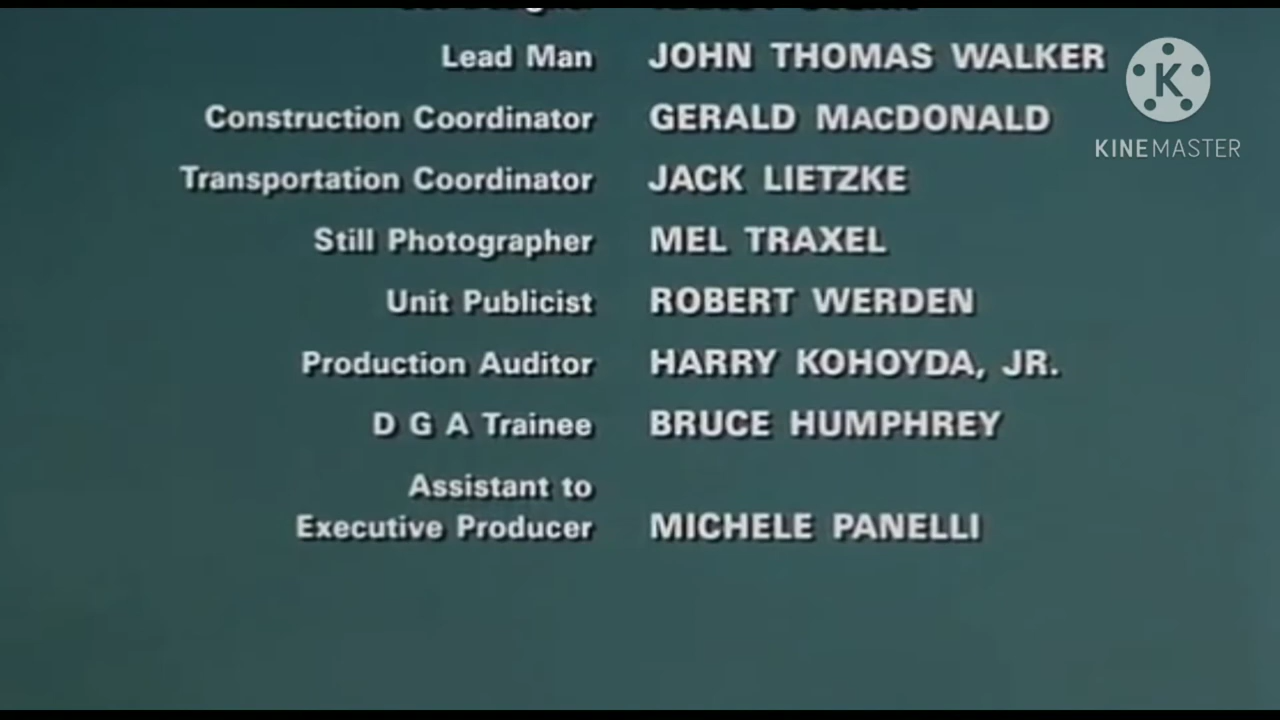 Lead Man JOHN THOMAS WALKER
Construction Coordinator GERALD MACDONALD
Transportation Coordinator JACK LIETZKE
Still Photographer MEL TRAXEL
Unit Publicist ROBERT WERDEN
Production Auditor HARRY KOHOYDA, JR.
D G A Trainee BRUCE HUMPHREY
Assistant to
Executive Producer MICHELE PANELLI
K
KINEMASTER